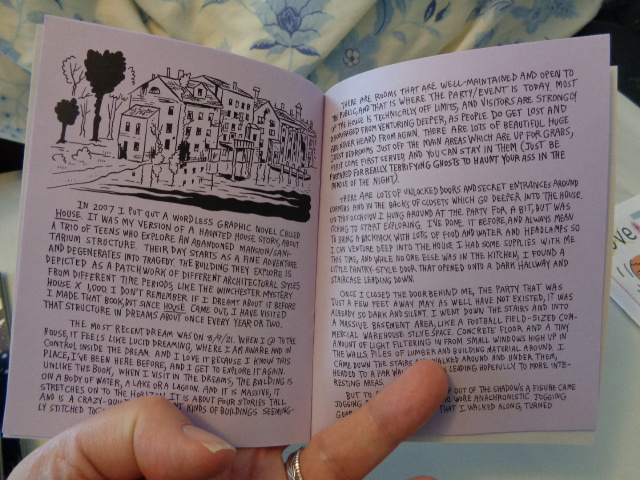 IN 2007 I PUT OUT A WORDLESS GRAPHIC NOVEL CALLED
HOUSE. IT WAS MY VERSION OF A HAUNTED HOUSE STORY, ABOUT
A TRIO OF TEENS WHO EXPLORE AN ABANDONED MANSION/SANI-
TARIUM STRUCTURE. THEIR DAY STARTS AS A FINE ADVENTURE
AND DEGENERATES INTO TRAGEDY. THE BUILDING THEY EXPLORE IS
DEPICTED AS A PATCHWORK OF DIFFERENT ARCHITECTURAL STYLES
FROM DIFFERENT TIME PERIODS, LIKE THE WINCHESTER MYSTERY
HOUSE X 1,000. I DON'T REMEMBER IF I DREAMT ABOUT IT BEFORE
I MADE THAT BOOK, BUT SINCE HOUSE CAME OUT, I HAVE VISITED
THAT STRUCTURE IN DREAMS ABOUT ONCE EVERY YEAR OR TWO.
THE MOST RECENT DREAM WAS ON 9/9/21. WHEN I GO TO THE
HOUSE, IT FEELS LIKE LUCID DREAMING, WHERE I AM AWARE AND IN
CONTROL INSIDE THE DREAM. AND I LOVE IT BECAUSE I KNOW THIS
PLACE, I'VE BEEN HERE BEFORE, AND I GET TO EXPLORE IT AGAIN.
UNLIKE THE BOOK, WHEN I VISIT IN THE DREAMS, THE BUILDING IS
ON A BODY OF WATER, A LAKE OR A LAGOON. AND IT IS MASSIVE, IT
STRETCHES ON TO THE HORIZON. IT IS ABOUT FOUR STORIES TALL
AND IS A CRAZY-QUILT KINDS OF BUILDINGS SEEMING-
LY STITCHED
THERE ARE ROOMS THAT ARE WELL-MAINTAINED AND OPEN TO
THE PUBLIC, AND THAT IS WHERE THE PARTY/EVENT IS TODAY. MOST
OF THE HOUSE IS TECHNICALLY OFF LIMITS, AND VISITORS ARE STRONGLY
DISCOURAGED FROM VENTURING DEEPER, AS PEOPLE DO GET LOST AND
ARE NEVER HEARD FROM AGAIN. THERE ARE LOTS OF BEAUTIFUL HUGE
GUEST BEDROOMS JUST OFF THE MAIN AREAS WHICH ARE UP FOR GRABS,
FIRST COME FIRST SERVED, AND YOU CAN STAY IN THEM (JUST BE
PREPARED FOR REALLY TERRIFYING GHOSTS TO HAUNT YOUR ASS IN THE
MIDDLE OF THE NIGHT).
THERE ARE LOTS OF UNLOCKED DOORS AND SECRET ENTRANCES AROUND
CORNERS AND IN THE BACKS OF CLOSETS WHICH GO DEEPER INTO THE HOUSE.
ON THIS OCCASION I HUNG AROUND AT THE PARTY FOR A BIT, BUT WAS
ITCHING TO START EXPLORING. I'VE DONE IT BEFORE, AND ALWAYS MEAN
TO BRING A BACKPACK WITH LOTS OF FOOD AND WATER AND HEADLAMPS SO
I CAN VENTURE DEEP INTO THE HOUSE. I HAD SOME SUPPLIES WITH ME
THIS TIME, AND WHILE NO ONE ELSE WAS IN THE KITCHEN, I FOUND A
LITTLE PANTRY-STYLE DOOR THAT OPENED ONTO A DARK HALLWAY AND
STAIRCASE LEADING DOWN.
ONCE I CLOSED THE DOOR BEHIND ME, THE PARTY THAT WAS
JUST A FEW FEET AWAY MAY AS WELL HAVE NOT EXISTED, IT WAS
ALREADY SO DARK AND SILENT. I WENT DOWN THE STAIRS AND INTO
A MASSIVE BASEMENT AREA, LIKE A FOOTBALL FIELD-SIZED COM-
MERCIAL WAREHOUSE STYLE SPACE. CONCRETE FLOOR, AND A TINY
AMOUNT OF LIGHT FILTERING IN FROM SMALL WINDOWS HIGH UP IN
THE WALLS. PILES OF LUMBER AND BUILDING MATERIAL AROUND. I
CAME DOWN THE STAIRS AND WALKED AROUND AND UNDER THEM,
HEADED TO A FAR LEADING HOPEFULLY TO MORE INTE-
RESTING AREAS.
BUT TO OUT OF THE SHADOWS A FIGURE CAME
JOGGING WORE ANACHRONISTIC JOGGING
THAT I WALKED ALONG, TURNED